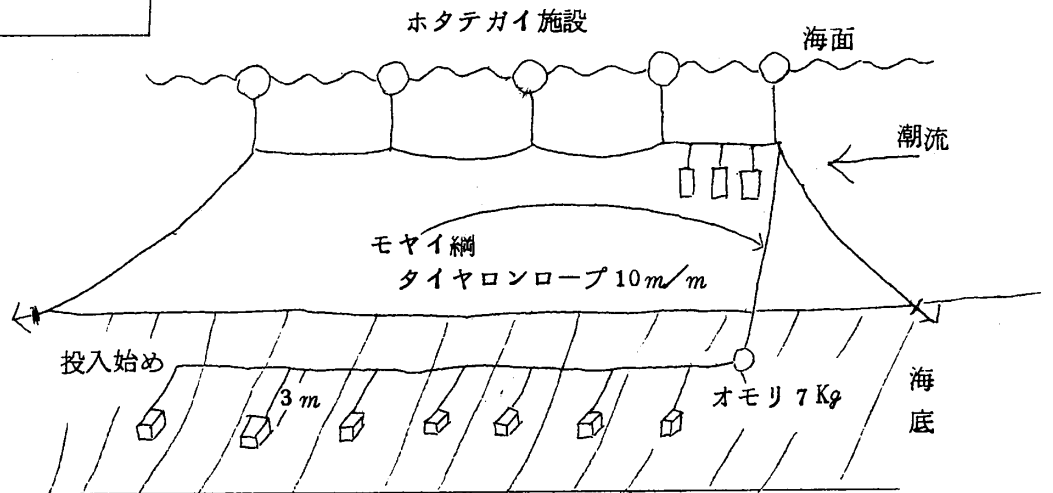 ホタテガイ施設
海面
潮流
モヤイ綱
タイヤロンロープ10m/m
投入始め
3m
オモリ7Kg
海底